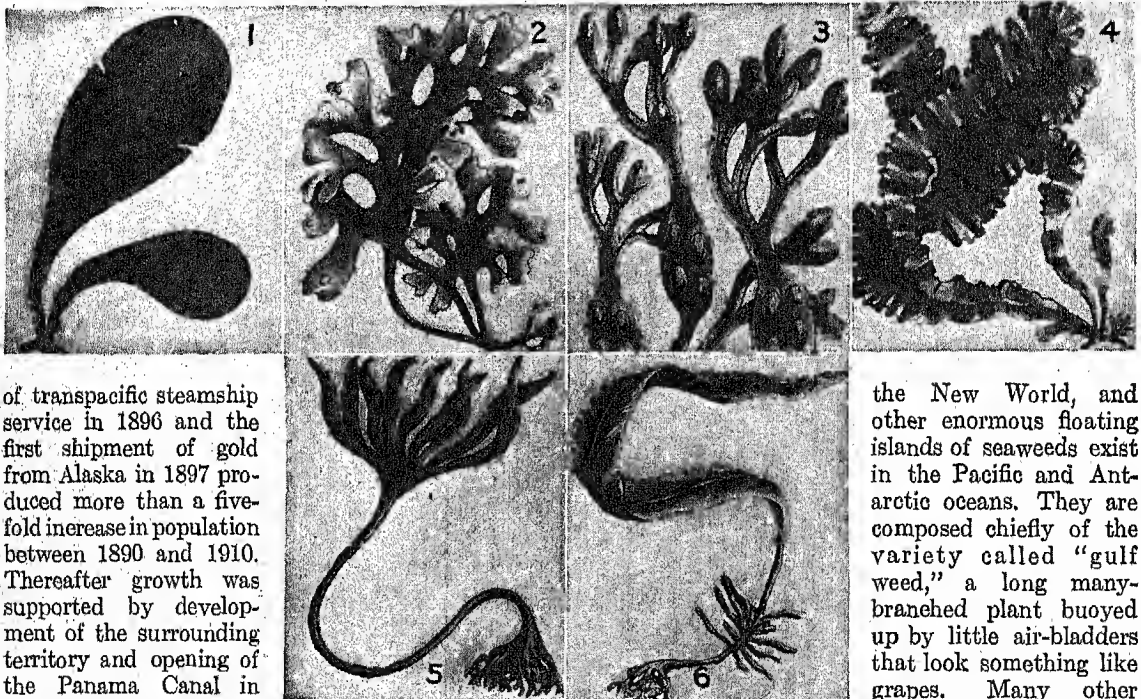 1
2
3
4
5
6
of transpacific steamship
service in 1896 and the
first shipment of gold
from Alaska in 1897 pro-
duced more than a five-
fold increase in population
between 1890 and 1910.
Thereafter growth was
supported by develop-
ment of the surrounding
territory and opening of
the Panama Canal in
the New World, and
other enormous floating
islands of seaweeds exist
in the Pacific and Ant-
arctic oceans. They are
composed chiefly of the
variety called "gulf
weed," a long many-
branched plant buoyed
up by little air-bladders
that look something like
grapes. Many other